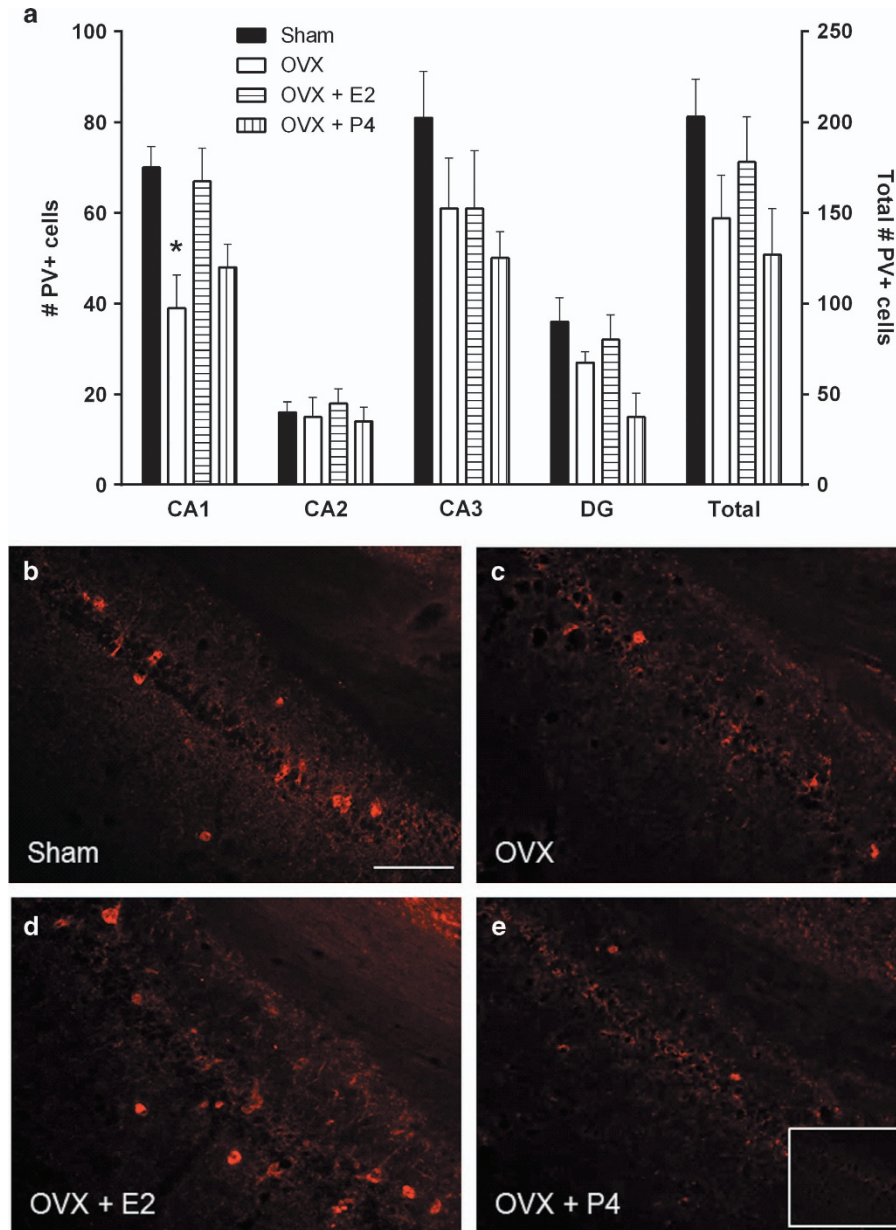 a
Sham
OVX
OVX + E2
OVX + P4
# PV+ cells
100
80
60
40
20
0
*
Total # PV+ cells
250
200
150
100
50
0
CA1
CA2
CA3
DG
Total
b
Sham
c
OVX
d
OVX + E2
e
OVX + P4